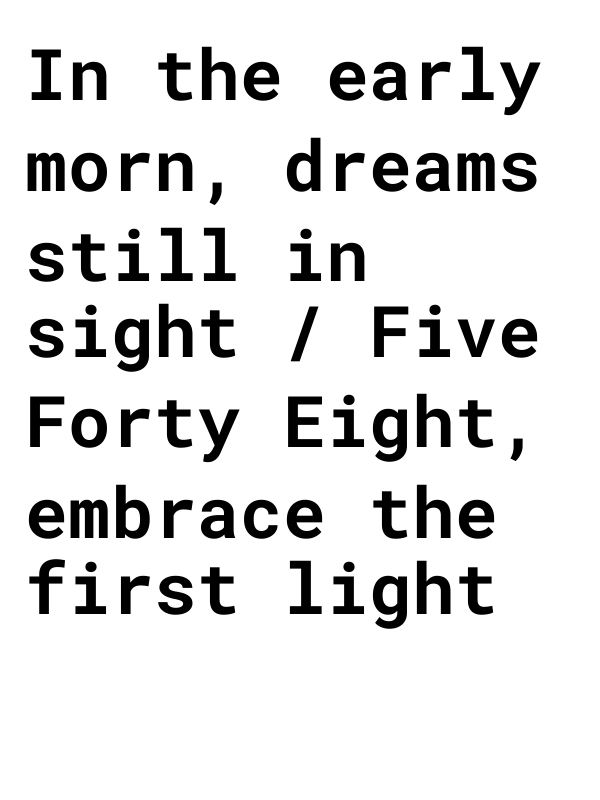 In the early
morn, dreams
still in
sight / Five
Forty Eight,
embrace the
first light